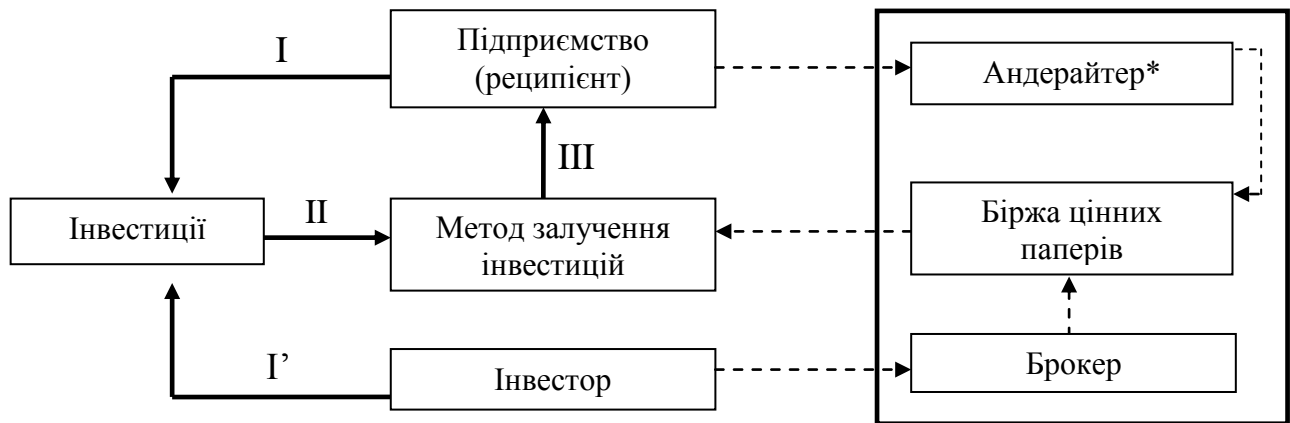 I
Підприємство
(реципієнт)
Андерайтер*
III
Інвестиції
II
Метод залучення
інвестицій
Біржа цінних
паперів
I’
Інвестор
Брокер